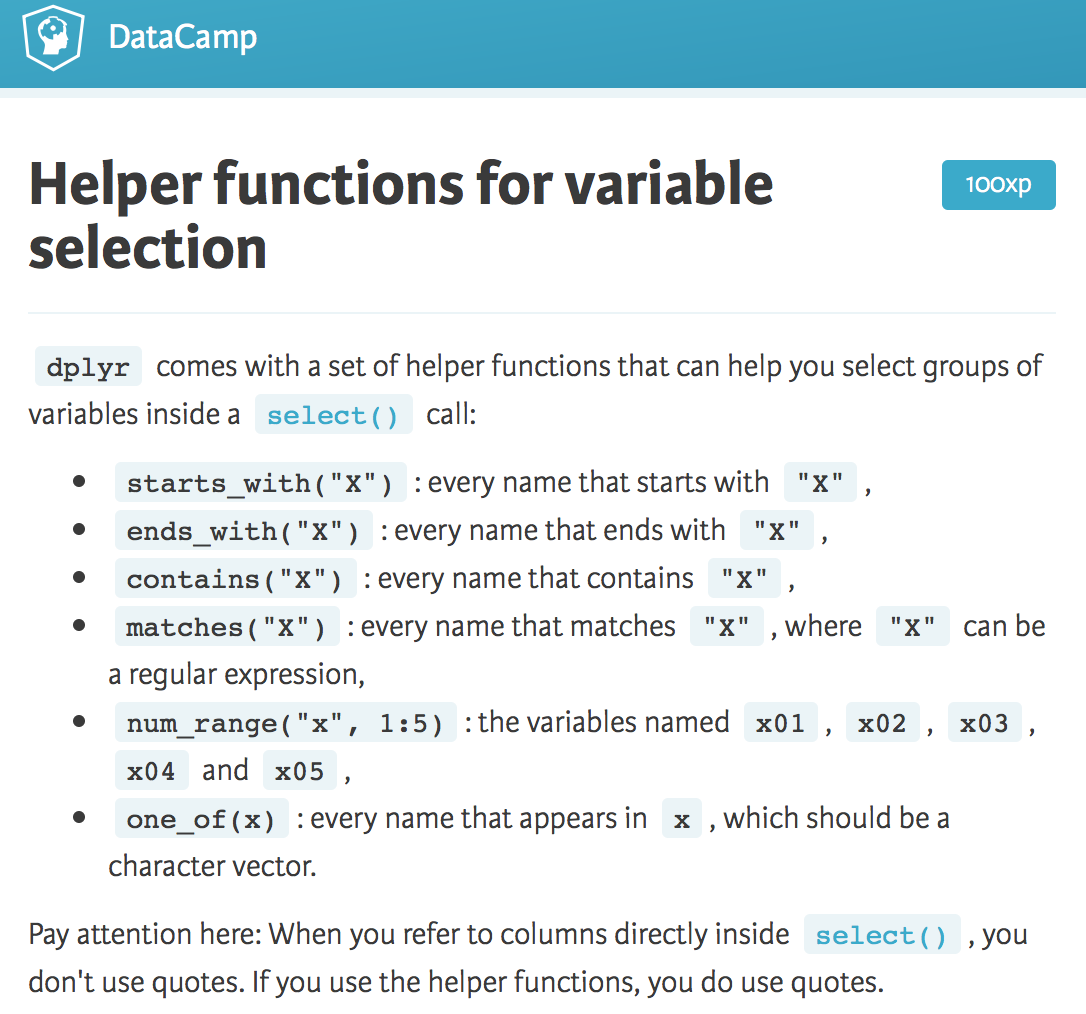 DataCamp
Helper functions for variable
selection
100xp
dplyr comes with a set of helper functions that can help you select groups of
variables inside a select() call:
• starts_with("X") : every name that starts with "X" ,
• ends_with("X") : every name that ends with "X" ,
• contains("X") : every name that contains "X" ,
• matches("X") : every name that matches "X" , where "X" can be
a regular expression,
• num_range("x", 1:5) : the variables named x01 , x02 , x03 ,
x04 and x05 ,
• one_of(x) : every name that appears in x , which should be a
character vector.
Pay attention here: When you refer to columns directly inside select() , you
don't use quotes. If you use the helper functions, you do use quotes.